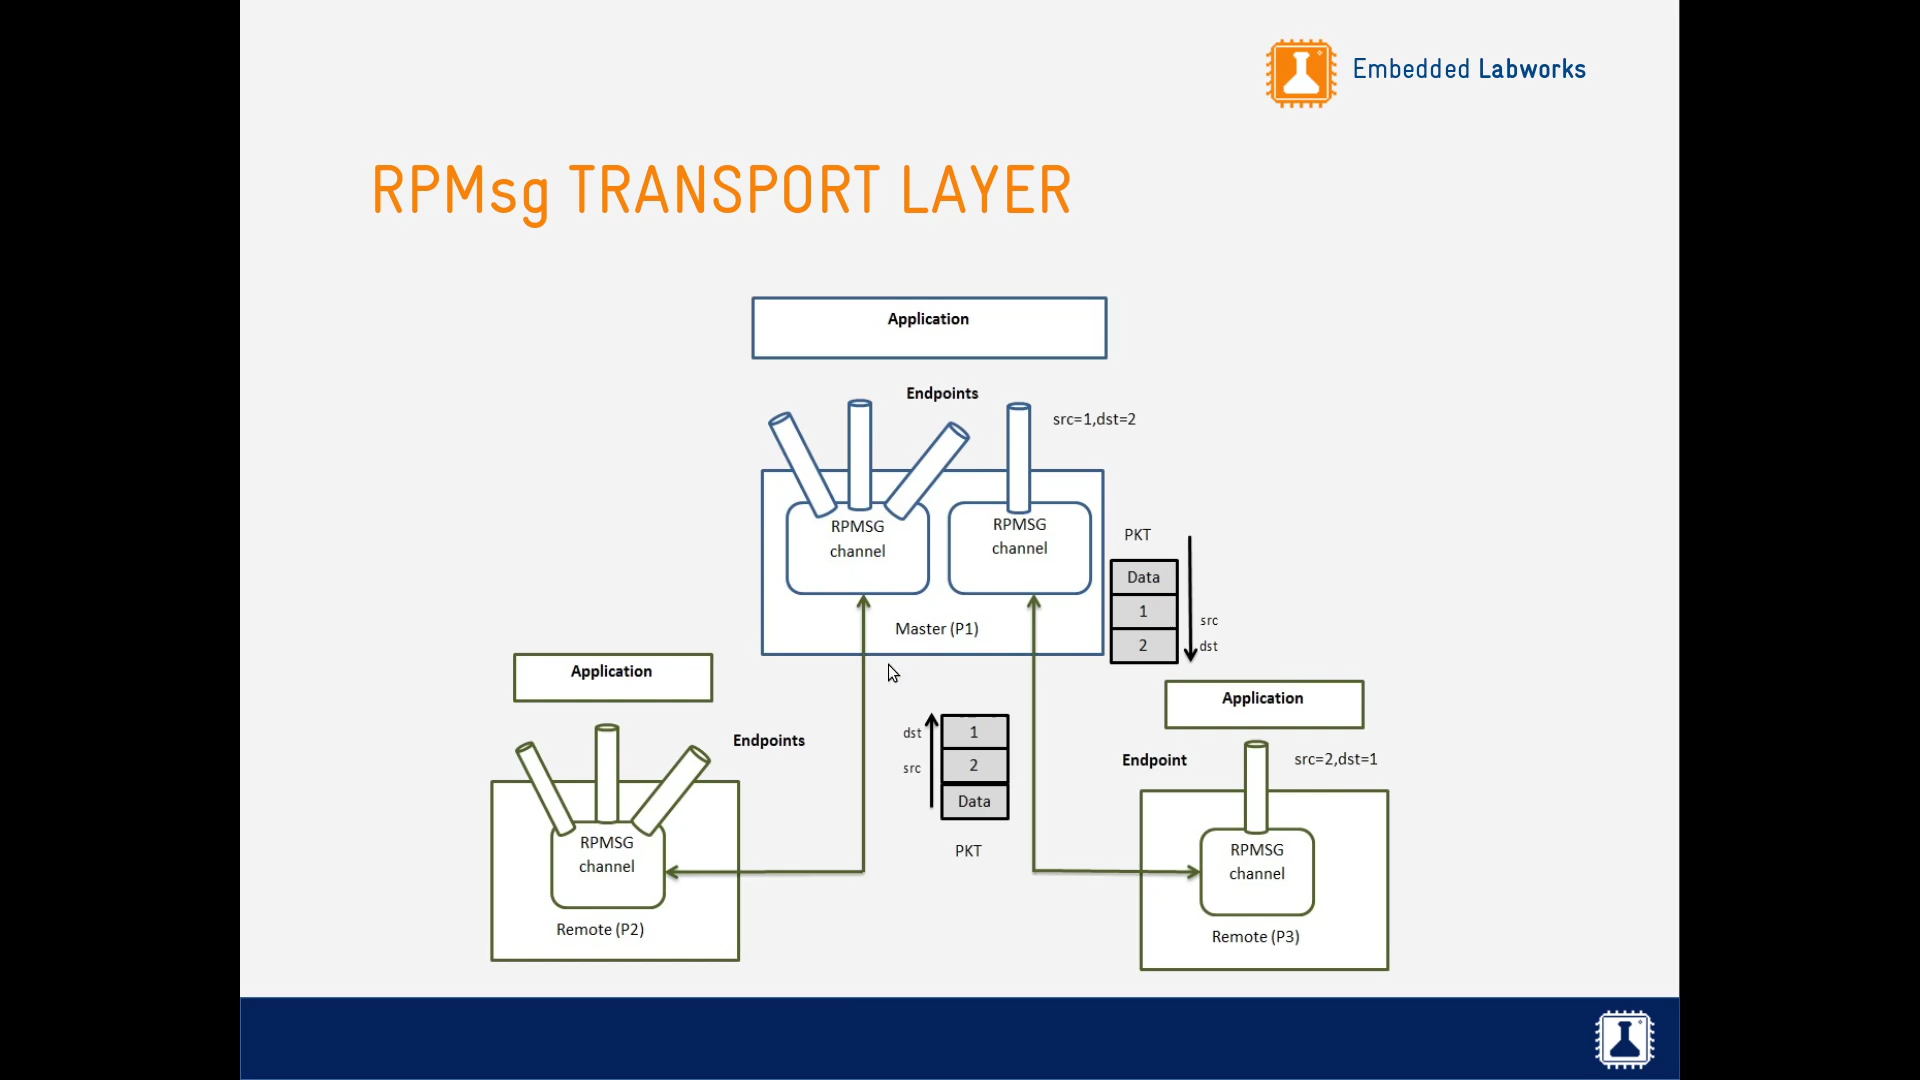 Embedded Labworks
RPMsg TRANSPORT LAYER
Application
Endpoints
src=1,dst=2
RPMSG
channel
RPMSG
channel
PKT
Data
1
src
2
dst
Master (P1)
Application
Application
Endpoints
dst
1
src
2
Data
PKT
Endpoint
src=2,dst=1
RPMSG
channel
Remote (P2)
RPMSG
channel
Remote (P3)